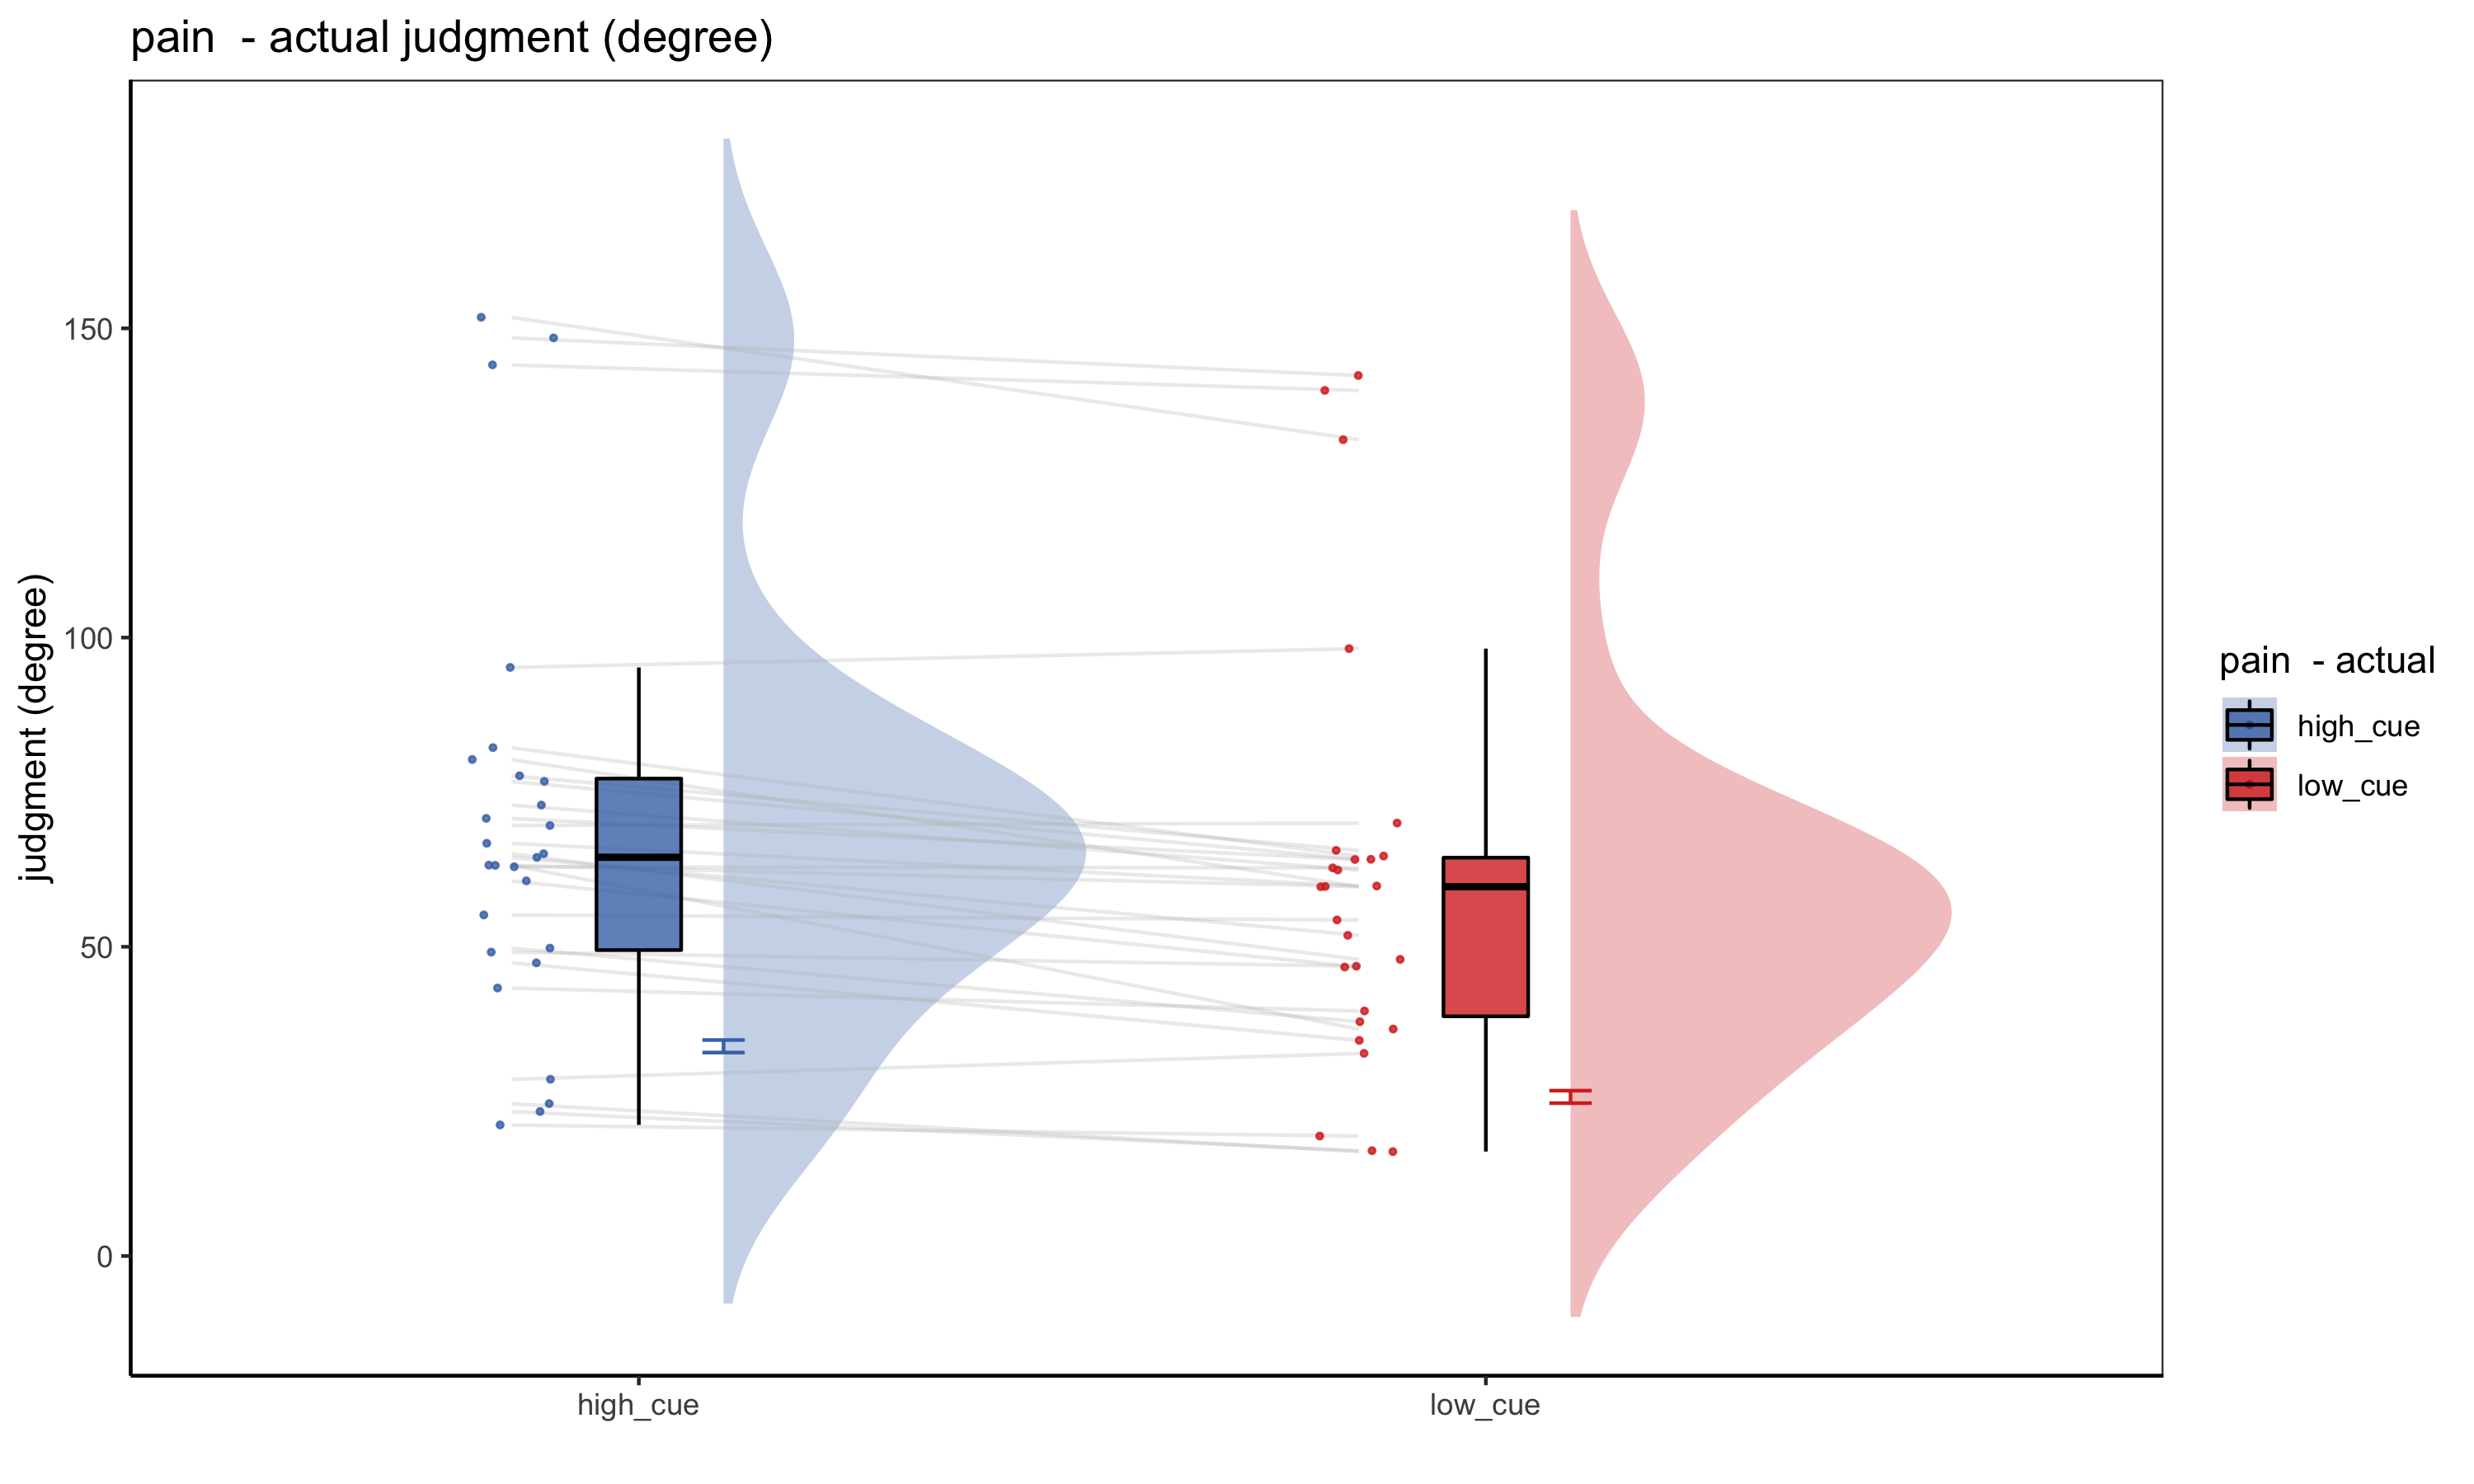 pain  - actual judgment (degree)
judgment (degree)
150
100
50
0
high_cue
low_cue
pain  - actual
high_cue
low_cue